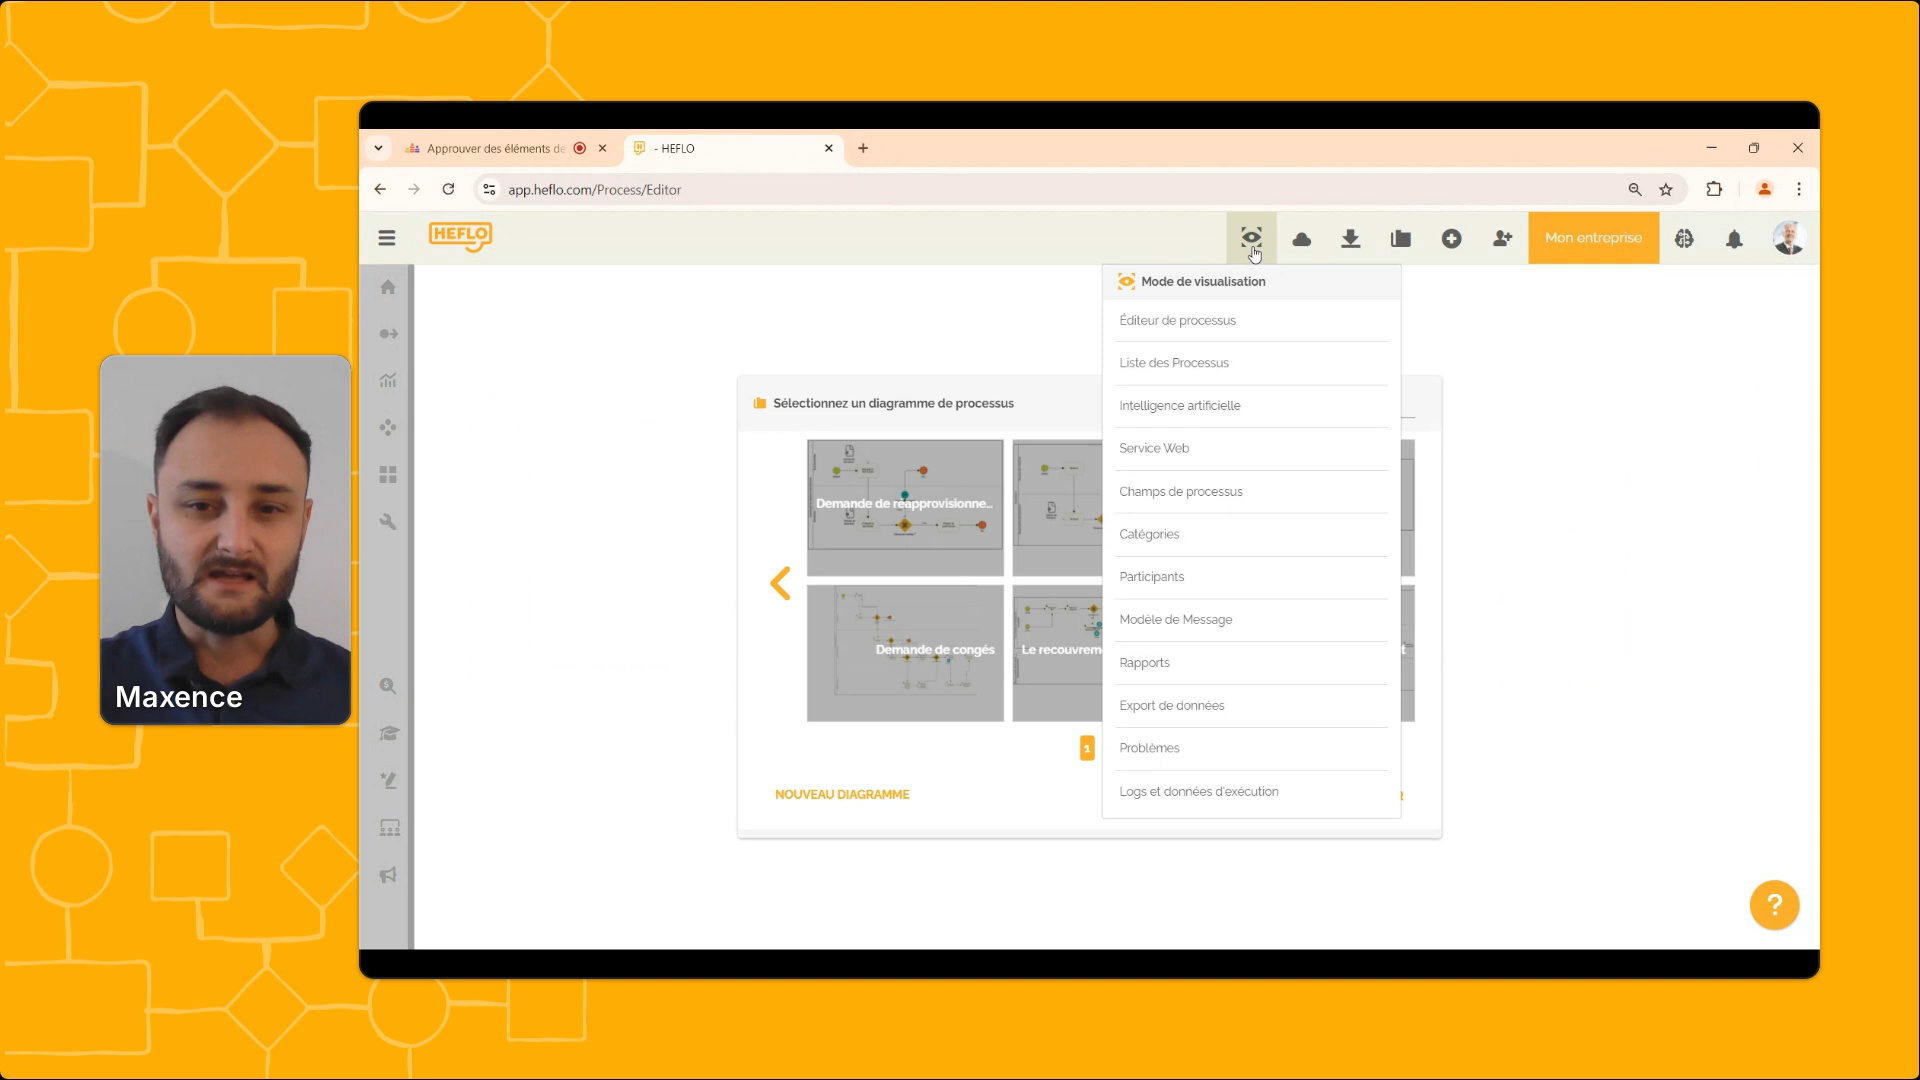 Approuver des éléments de
- HEFLO
app.heflo.com/Process/Editor
HEFLO
Mon entreprise
Mode de visualisation
Éditeur de processus
Liste des Processus
Intelligence artificielle
Service Web
Champs de processus
Catégories
Participants
Modèle de Message
Rapports
Export de données
Problèmes
Logs et données d'exécution
Sélectionnez un diagramme de processus
Demande de réapprovisionne...
Demande de congés
Le recouvrem
t
1
NOUVEAU DIAGRAMME
R
?
Maxence